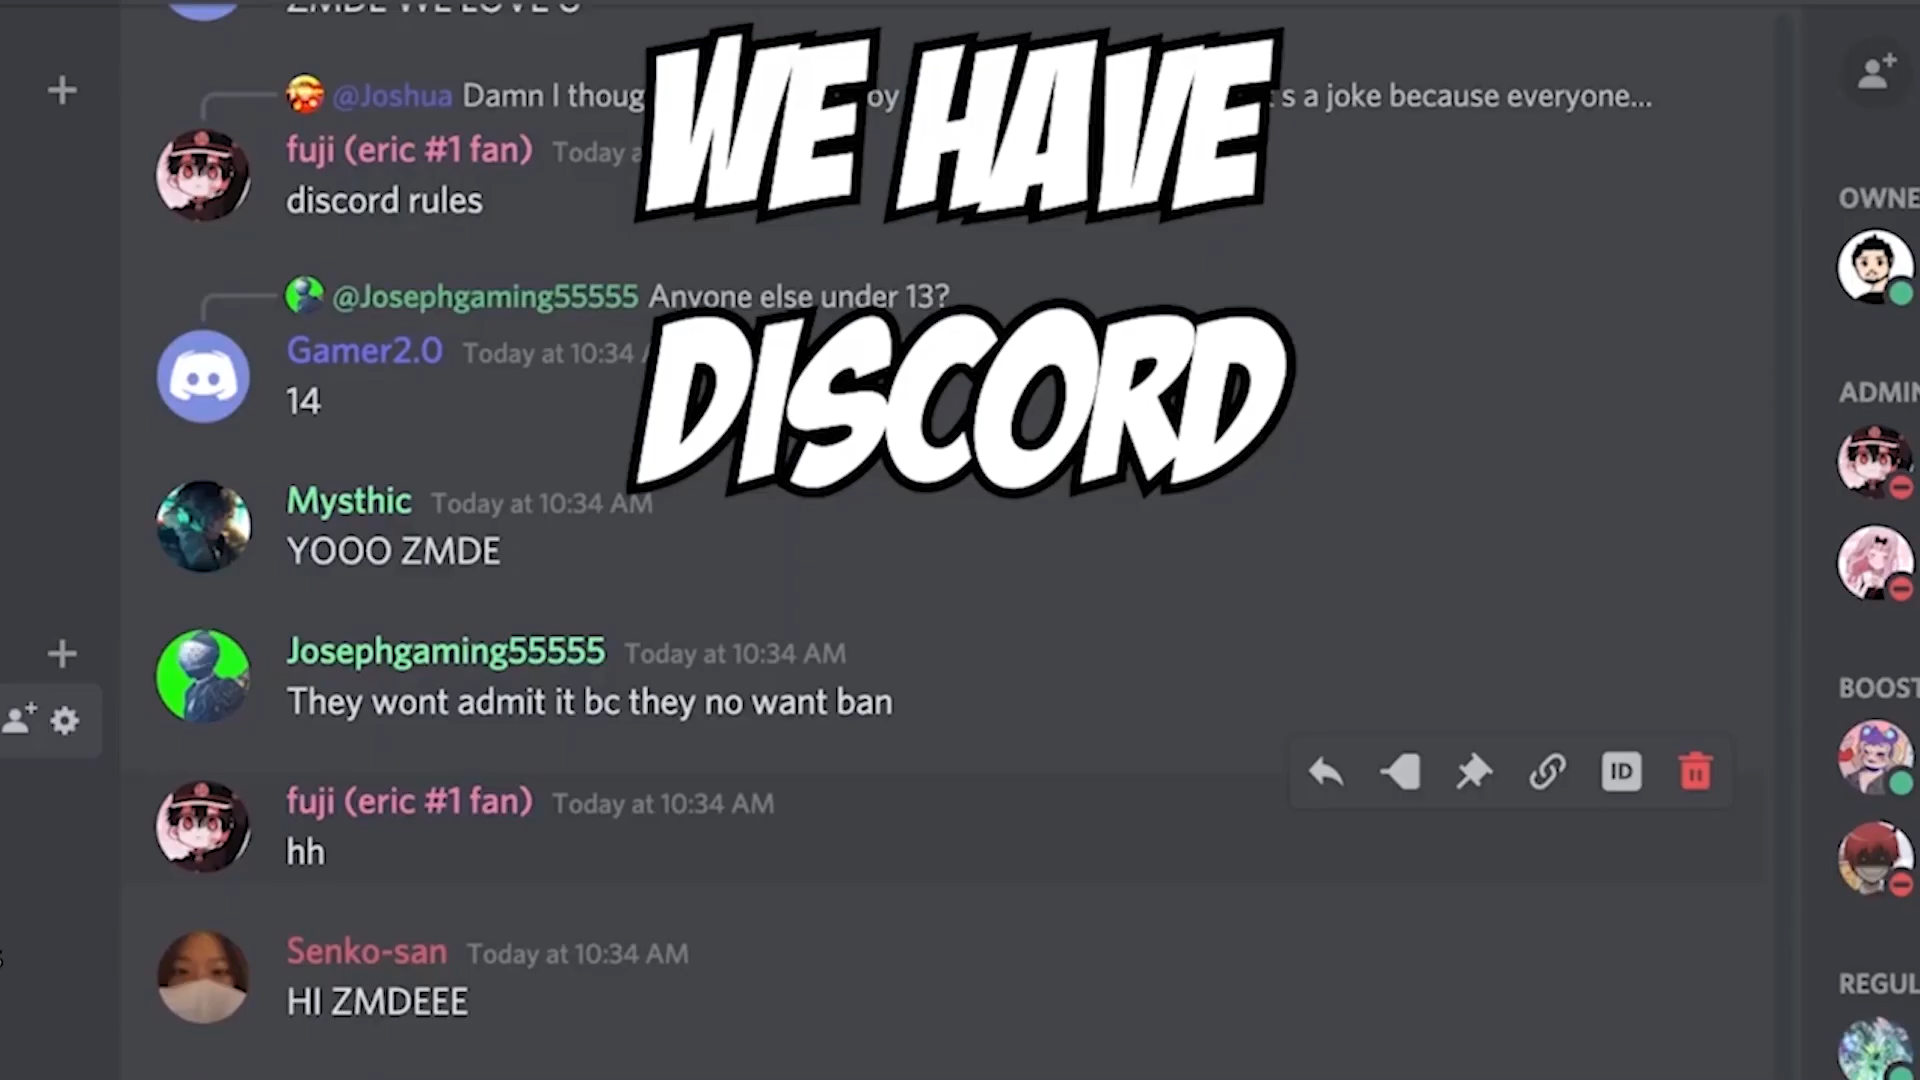 ZMDE WE LOVE U
WE HAVE
@Joshua Damn I thoug oy s a joke because everyone...
fuji (eric #1 fan) Today a
discord rules
OWNE
@Josephgaming55555 Anyone else under 13?
Gamer2.0 Today at 10:34
14
DISCORD
ADMIN
Mysthic Today at 10:34 AM
YOOO ZMDE
Josephgaming55555 Today at 10:34 AM
They wont admit it bc they no want ban
BOOST
ID
fuji (eric #1 fan) Today at 10:34 AM
hh
Senko-san Today at 10:34 AM
HI ZMDEEE
REGUL